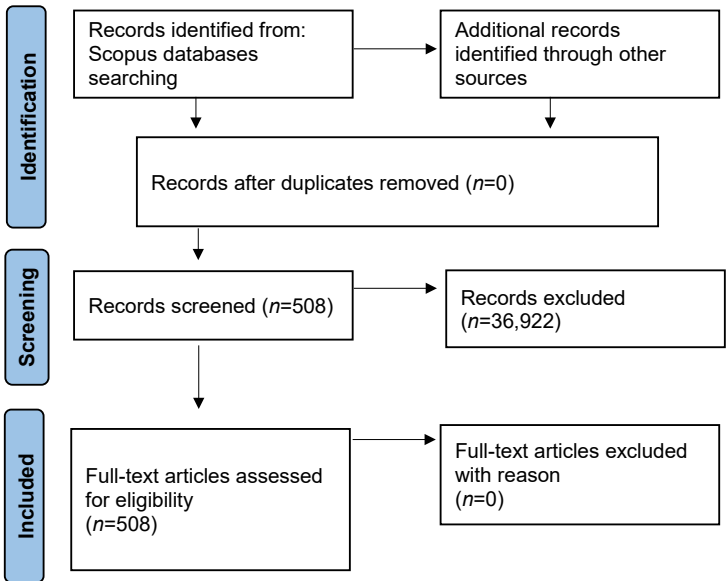 Identification
Records identified from:
Scopus databases
searching
Additional records
identified through other
sources
Records after duplicates removed (n=0)
Screening
Records screened (n=508)
Records excluded
(n=36,922)
Included
Full-text articles assessed
for eligibility
(n=508)
Full-text articles excluded
with reason
(n=0)